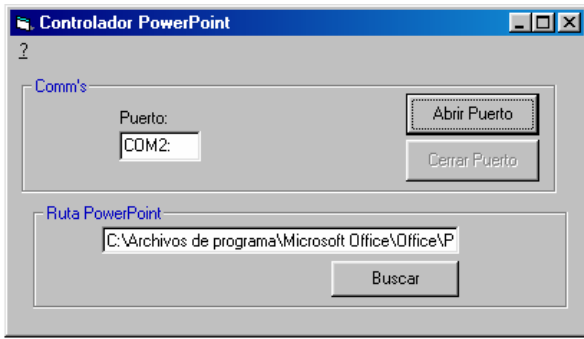 Controlador PowerPoint
?
Comm's
Puerto:
COM2:
Abrir Puerto
Cerrar Puerto
Ruta PowerPoint
C:\Archivos de programa\Microsoft Office\Office\P
Buscar